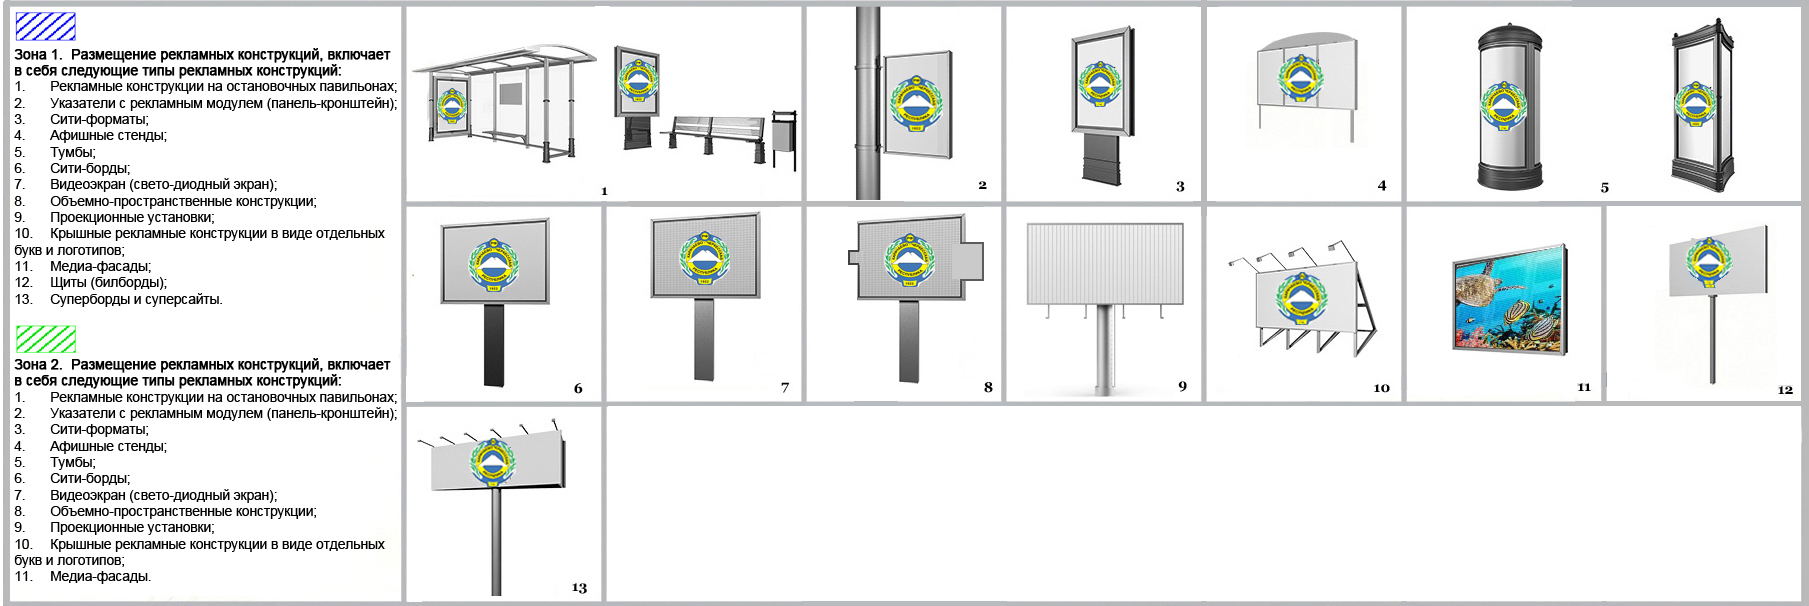 Зона 1.  Размещение рекламных конструкций, включает
в себя следующие типы рекламных конструкций:
1. Рекламные конструкции на остановочных павильонах;
2. Указатели с рекламным модулем (панель-кронштейн);
3. Сити-форматы;
4. Афишные стенды;
5. Тумбы;
6. Сити-борды;
7. Видеоэкран (свето-диодный экран);
8. Объемно-пространственные конструкции;
9. Проекционные установки;
10. Крышные рекламные конструкции в виде отдельных
букв и логотипов;
11. Медиа-фасады;
12. Щиты (билборды);
13. Суперборды и суперсайты.
Зона 2.  Размещение рекламных конструкций, включает
в себя следующие типы рекламных конструкций:
1. Рекламные конструкции на остановочных павильонах;
2. Указатели с рекламным модулем (панель-кронштейн);
3. Сити-форматы;
4. Афишные стенды;
5. Тумбы;
6. Сити-борды;
7. Видеоэкран (свето-диодный экран);
8. Объемно-пространственные конструкции;
9. Проекционные установки;
10. Крышные рекламные конструкции в виде отдельных
букв и логотипов;
11. Медиа-фасады.
1
2
3
4
5
6
7
8
9
10
11
12
13